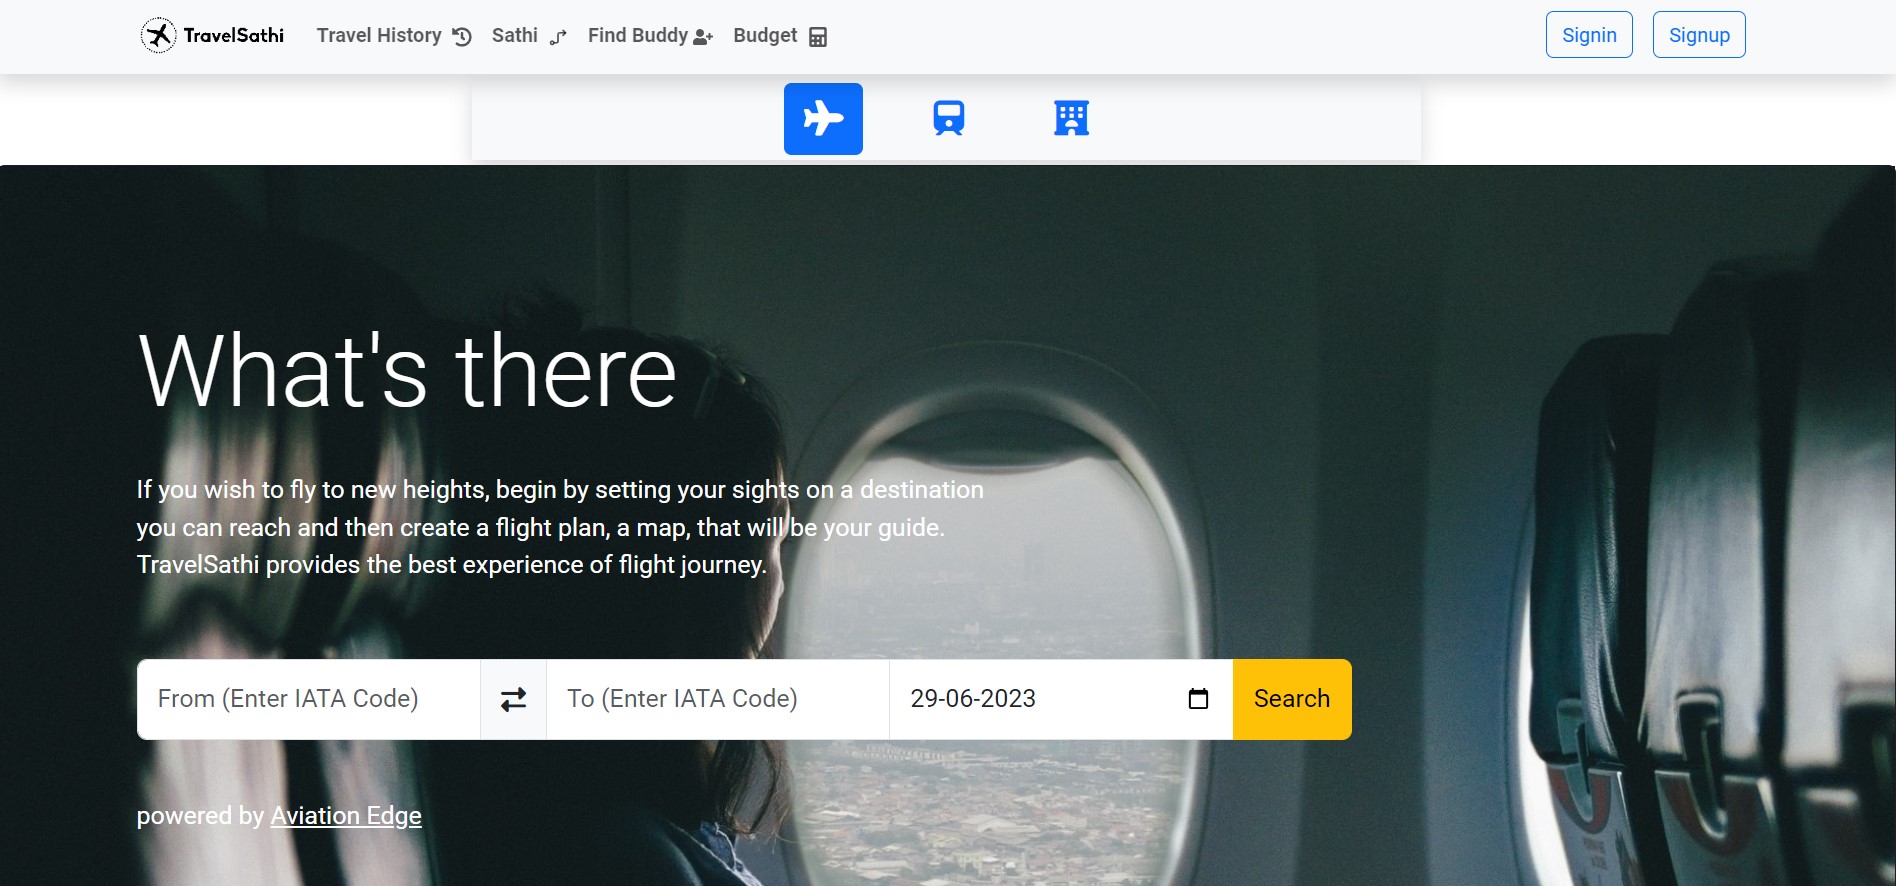 TravelSathi
Travel History
Sathi
Find Buddy
Budget
Signin
Signup
What's there
If you wish to fly to new heights, begin by setting your sights on a destination
you can reach and then create a flight plan, a map, that will be your guide.
TravelSathi provides the best experience of flight journey.
From (Enter IATA Code)
To (Enter IATA Code)
29-06-2023
Search
powered by Aviation Edge